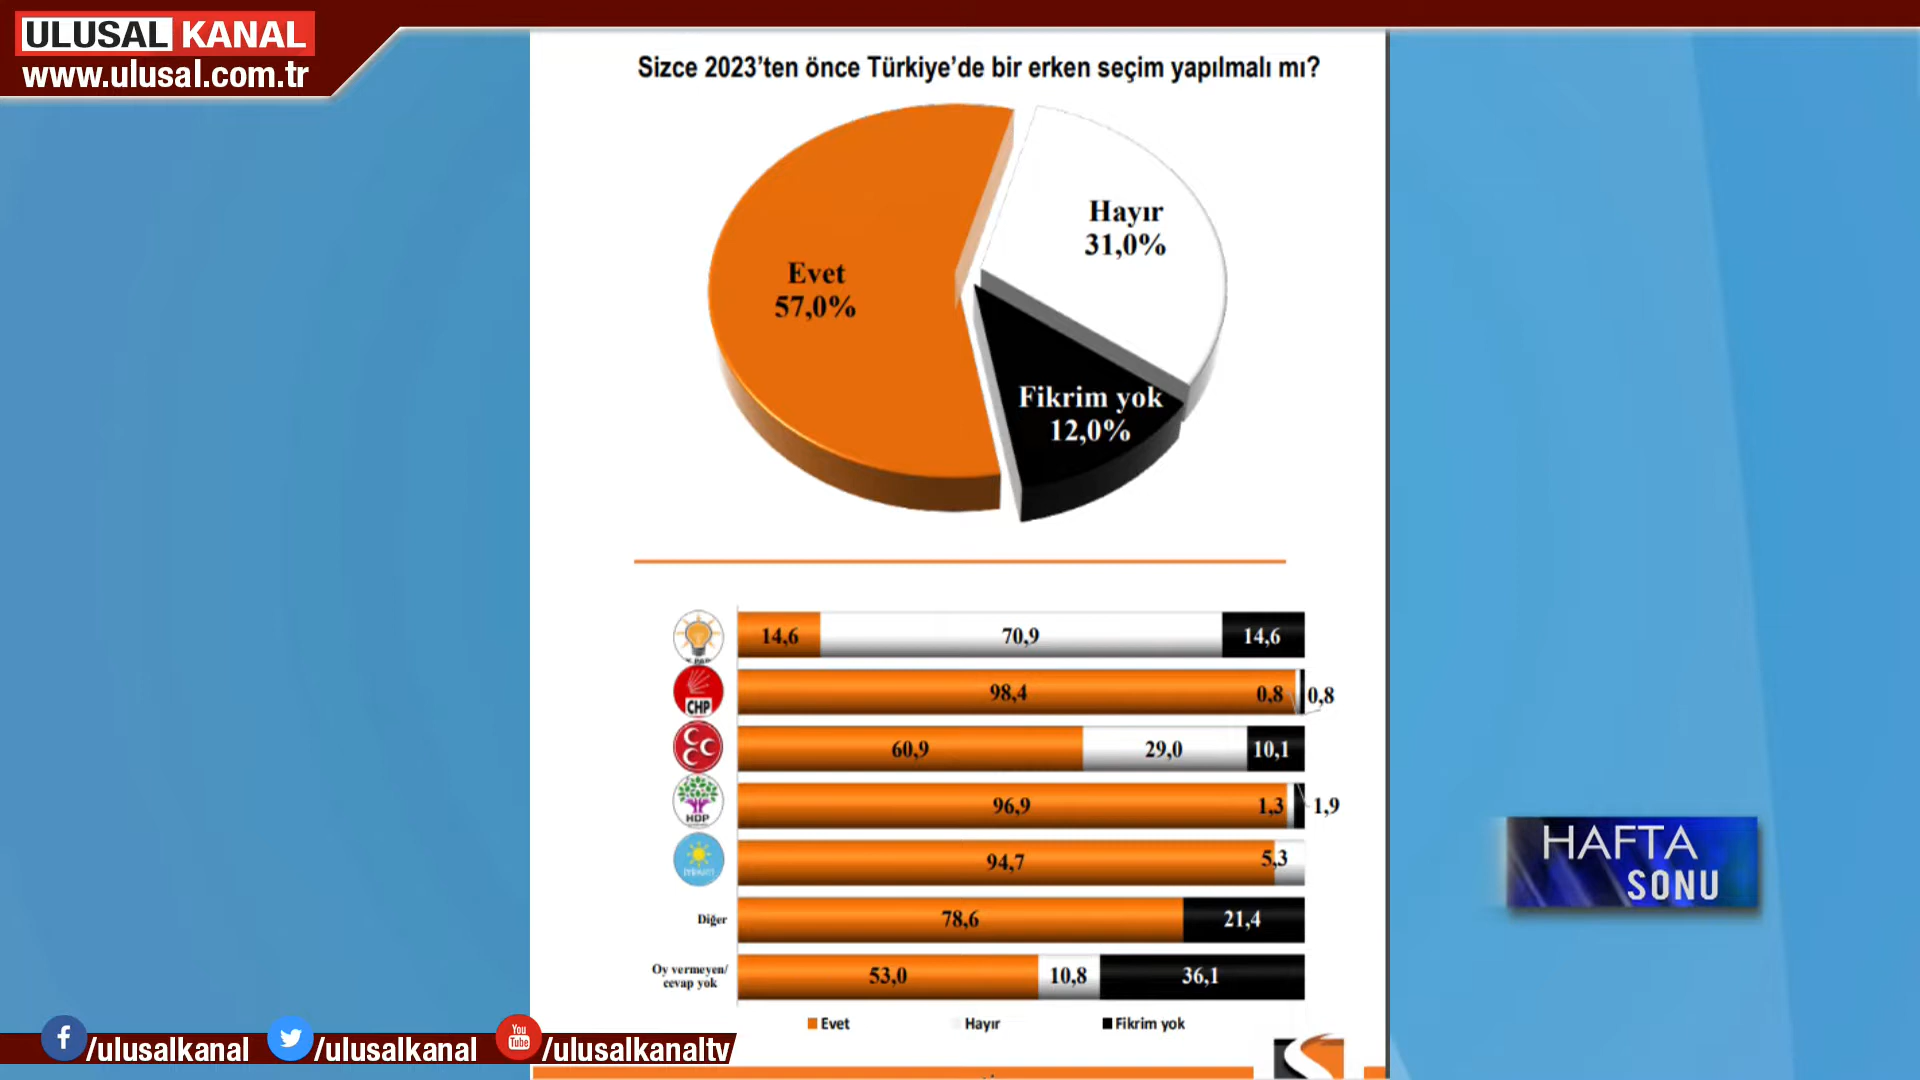 ULUSAL KANAL
www.ulusal.com.tr
Sizce 2023'ten önce Türkiye'de bir erken seçim yapılmalı mı?
Hayır
31,0%
Evet
57,0%
Fikrim yok
12,0%
14,6 70,9 14,6
CHP 98,4 0,8 0,8
60,9 29,0 10,1
HDP 96,9 1,3 1,9
94,7 5,3
Diğer 78,6 21,4
Oy vermeyen/
cevap yok
53,0 10,8 36,1
Evet Hayır Fikrim yok
HAFTA
SONU
f /ulusalkanal /ulusalkanal You Tube /ulusalkanaltv